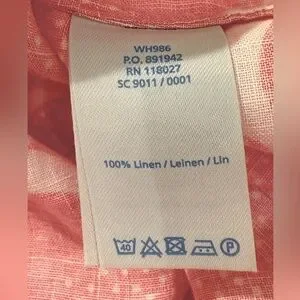 WH986
P.O. 891942
RN 118027
SC 9011 / 0001
100% Linen / Leinen / Lin
40
P